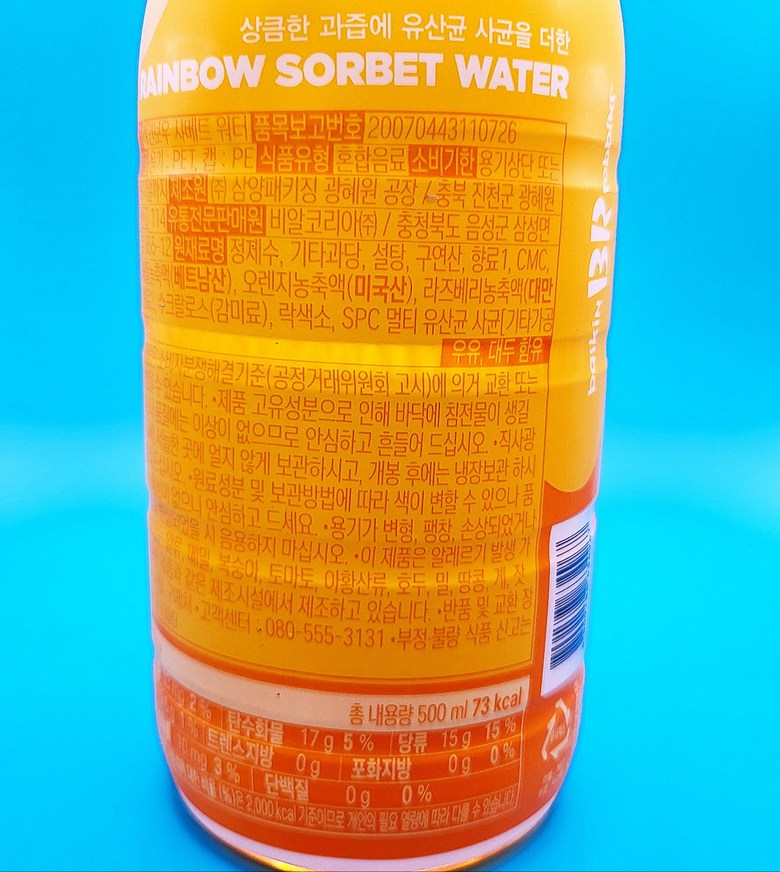 상큼한 과즙에 유산균 사균을 더한
RAINBOW SORBET WATER
샤베트 워터 품목보고번호 20070443110726
PET, 캡 : PE 식품유형 혼합음료 소비기한 용기상단 또는
제조원 ㈜ 삼양패키징 광혜원 공장 / 충북 진천군 광혜원
114 유통전문판매원 비알코리아㈜ / 충청북도 음성군 삼성면
-12 원재료명 정제수, 기타과당, 설탕, 구연산, 향료1, CMC,
(베트남산), 오렌지농축액(미국산), 라즈베리농축액(대만
수크랄로스(감미료), 락색소, SPC 멀티 유산균 사균[기타가공
우유, 대두 함유
소비자분쟁해결기준(공정거래위원회 고시)에 의거 교환 또는
있습니다. •제품 고유성분으로 인해 바닥에 침전물이 생길
이상이 없으므로 안심하고 흔들어 드십시오. •직사광
곳에 얼지 않게 보관하시고, 개봉 후에는 냉장보관 하시
•원료성분 및 보관방법에 따라 색이 변할 수 있으나 품
없으니 안심하고 드세요. •용기가 변형, 팽창, 손상되었거나
시 음용하지 마십시오. •이 제품은 알레르기 발생 가
메밀, 복숭아, 토마토, 아황산류, 호두, 밀, 땅콩, 게, 잣
같은 제조시설에서 제조하고 있습니다. •반품 및 교환 장
•고객센터 : 080-555-3131 •부정·불량 식품 신고는
baskin BR robbins
총 내용량 500 ml 73 kcal
2 % 탄수화물 17 g 5 % 당류 15 g 15 %
트랜스지방 0 g 포화지방 0 g 0 %
3 % 단백질 0 g 0 %
2,000 kcal 기준이므로 개인의 필요 열량에 따라 다를 수 있습니다.